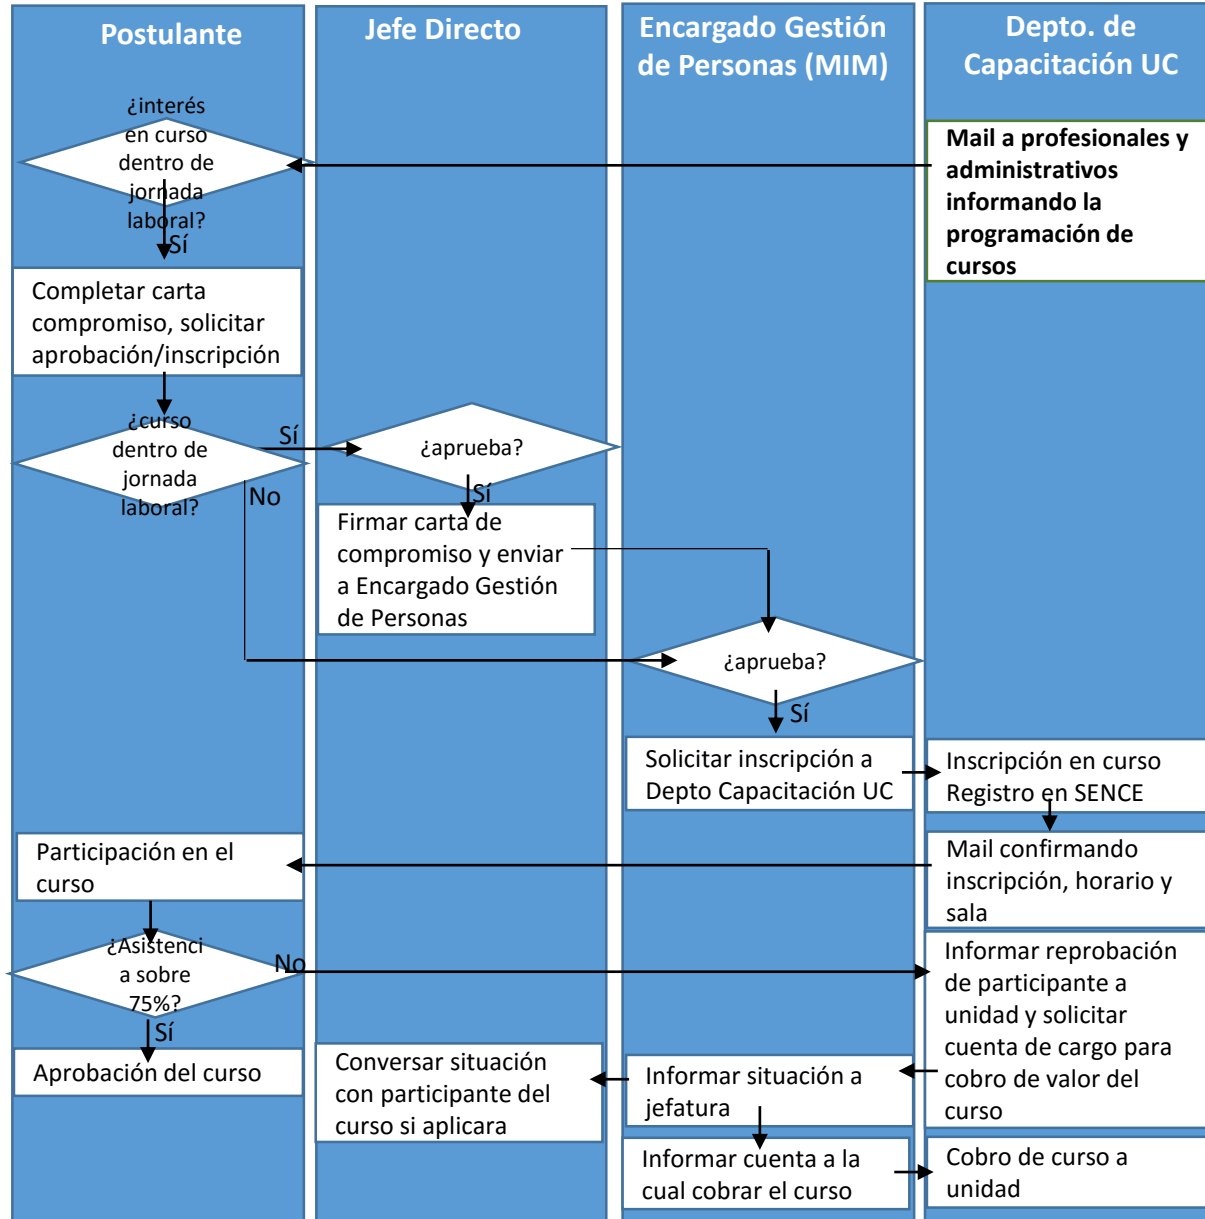 Postulante
Jefe Directo
Encargado Gestión
de Personas (MIM)
Depto. de
Capacitación UC
¿interés
en curso
dentro de
jornada
laboral?
Mail a profesionales y
administrativos
informando la
programación de
cursos
Sí
Completar carta
compromiso, solicitar
aprobación/inscripción
¿curso
dentro de
jornada
laboral?
Sí
No
¿aprueba?
Sí
Firmar carta de
compromiso y enviar
a Encargado Gestión
de Personas
¿aprueba?
Sí
Solicitar inscripción a
Depto Capacitación UC
Inscripción en curso
Registro en SENCE
Mail confirmando
inscripción, horario y
sala
Participación en el
curso
¿Asistenci
a sobre
75%?
No
Sí
Informar reprobación
de participante a
unidad y solicitar
cuenta de cargo para
cobro de valor del
curso
Aprobación del curso
Conversar situación
con participante del
curso si aplicara
Informar situación a
jefatura
Informar cuenta a la
cual cobrar el curso
Cobro de curso a
unidad